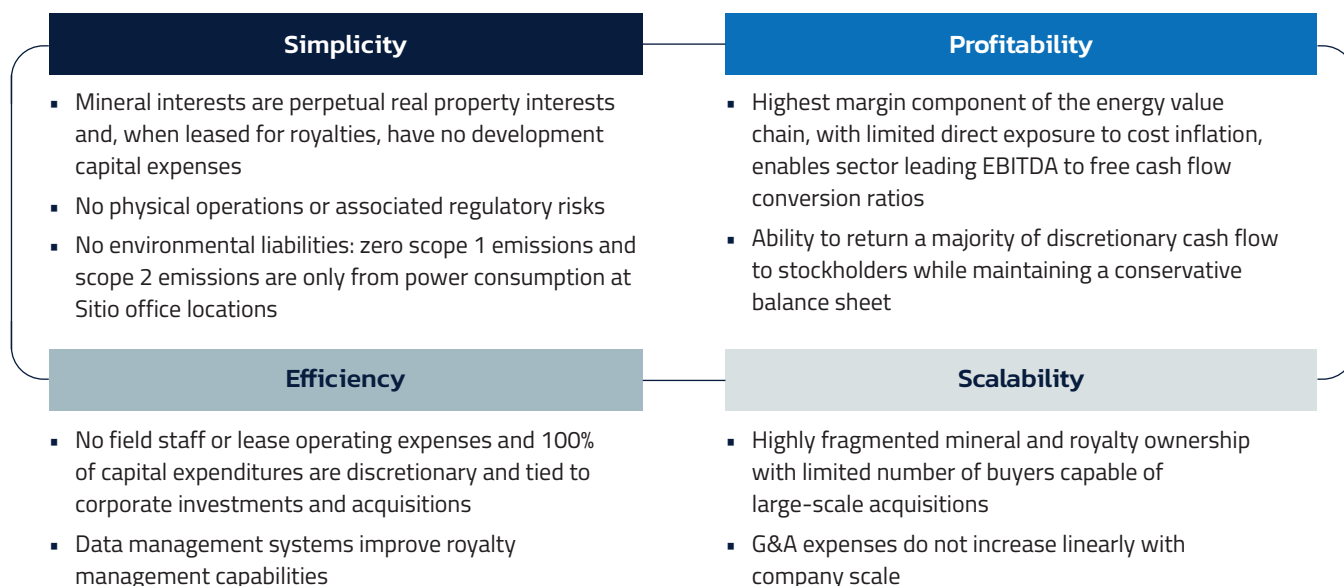 Simplicity
▪ Mineral interests are perpetual real property interests
and, when leased for royalties, have no development
capital expenses
▪ No physical operations or associated regulatory risks
▪ No environmental liabilities: zero scope 1 emissions and
scope 2 emissions are only from power consumption at
Sitio office locations
Profitability
▪ Highest margin component of the energy value
chain, with limited direct exposure to cost inflation,
enables sector leading EBITDA to free cash flow
conversion ratios
▪ Ability to return a majority of discretionary cash flow
to stockholders while maintaining a conservative
balance sheet
Efficiency
▪ No field staff or lease operating expenses and 100%
of capital expenditures are discretionary and tied to
corporate investments and acquisitions
▪ Data management systems improve royalty
management capabilities
Scalability
▪ Highly fragmented mineral and royalty ownership
with limited number of buyers capable of
large-scale acquisitions
▪ G&A expenses do not increase linearly with
company scale